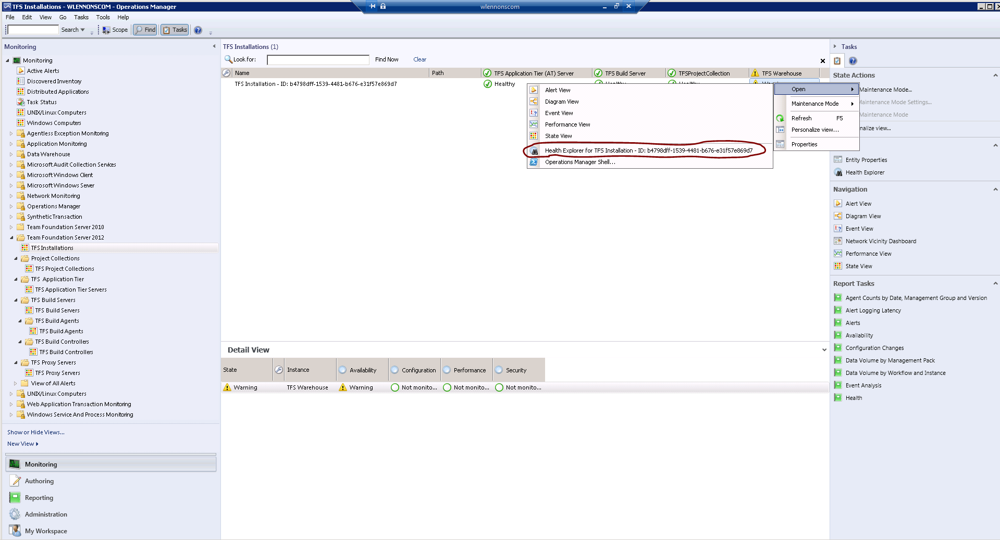 TFS Installations - WLENNONSCOM - Operations Manager
wlennonscom
File Edit View Go Tasks Tools Help
Search Scope Find Tasks
Monitoring
Monitoring
Active Alerts
Discovered Inventory
Distributed Applications
Task Status
UNIX/Linux Computers
Windows Computers
Agentless Exception Monitoring
Application Monitoring
Data Warehouse
Microsoft Audit Collection Services
Microsoft Windows Client
Microsoft Windows Server
Network Monitoring
Operations Manager
Synthetic Transaction
Team Foundation Server 2010
Team Foundation Server 2012
TFS Installations
Project Collections
TFS Project Collections
TFS Application Tier
TFS Application Tier Servers
TFS Build Servers
TFS Build Servers
TFS Build Agents
TFS Build Agents
TFS Build Controllers
TFS Build Controllers
TFS Proxy Servers
TFS Proxy Servers
View of All Alerts
UNIX/Linux Computers
Web Application Transaction Monitoring
Windows Service And Process Monitoring
Show or Hide Views...
New View
Monitoring
Authoring
Reporting
Administration
My Workspace
TFS Installations (1)
Look for: Find Now Clear
Name Path TFS Application Tier (AT) Server TFS Build Server TFSProjectCollection TFS Warehouse
TFS Installation - ID: b4798dff-1539-4481-b676-e31f57e869d7 Healthy
Alert View
Diagram View
Event View
Performance View
State View
Health Explorer for TFS Installation - ID: b4798dff-1539-4481-b676-e31f57e869d7
Operations Manager Shell...
Open
Maintenance Mode
Refresh F5
Personalize view...
Properties
Detail View
State Instance Availability Configuration Performance Security
Warning TFS Warehouse Warning Not monito... Not monito... Not monito...
Tasks
State Actions
Maintenance Mode...
Maintenance Mode Settings...
Maintenance Mode
nalize view...
Entity Properties
Health Explorer
Navigation
Alert View
Diagram View
Event View
Network Vicinity Dashboard
Performance View
State View
Report Tasks
Agent Counts by Date, Management Group and Version
Alert Logging Latency
Alerts
Availability
Configuration Changes
Data Volume by Management Pack
Data Volume by Workflow and Instance
Event Analysis
Health